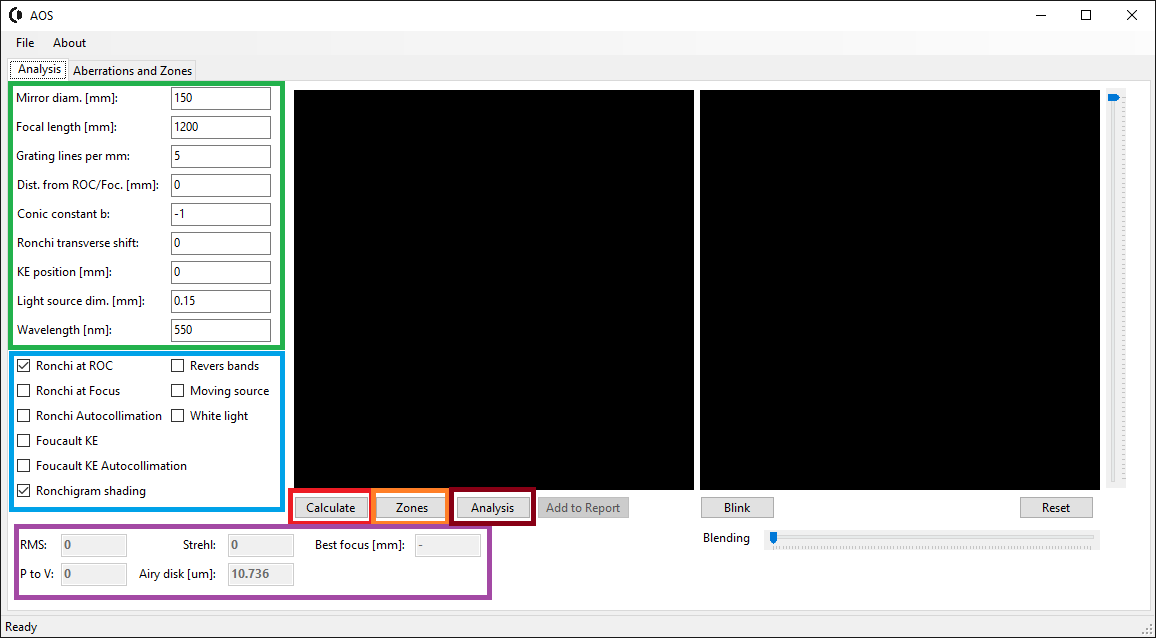 AOS
File About
Analysis Aberrations and Zones
Mirror diam. [mm]: 150
Focal length [mm]: 1200
Grating lines per mm: 5
Dist. from ROC/Foc. [mm]: 0
Conic constant b: -1
Ronchi transverse shift: 0
KE position [mm]: 0
Light source dim. [mm]: 0.15
Wavelength [nm]: 550
Ronchi at ROC Revers bands
Ronchi at Focus Moving source
Ronchi Autocollimation White light
Foucault KE
Foucault KE Autocollimation
Ronchigram shading
Calculate Zones Analysis Add to Report Blink Reset
RMS: 0 Strehl: 0 Best focus [mm]: - Blending
P to V: 0 Airy disk [um]: 10.736
Ready